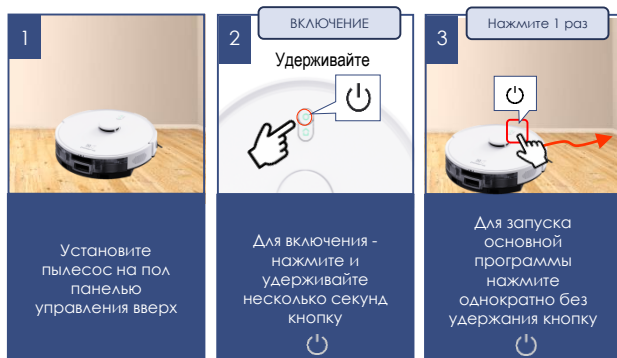 1
Установите
пылесос на пол
панелью
управления вверх
2
ВКЛЮЧЕНИЕ
Удерживайте
Для включения -
нажмите и
удерживайте
несколько секунд
кнопку
3
Нажмите 1 раз
Для запуска
основной
программы
нажмите
однократно без
удержания кнопку